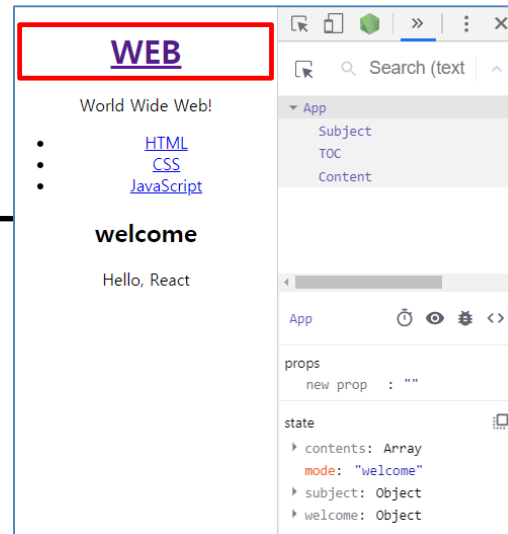 WEB
World Wide Web!
HTML
CSS
JavaScript
welcome
Hello, React
Search (text
App
Subject
TOC
Content
App
props
new prop : ""
state
contents: Array
mode: "welcome"
subject: Object
welcome: Object